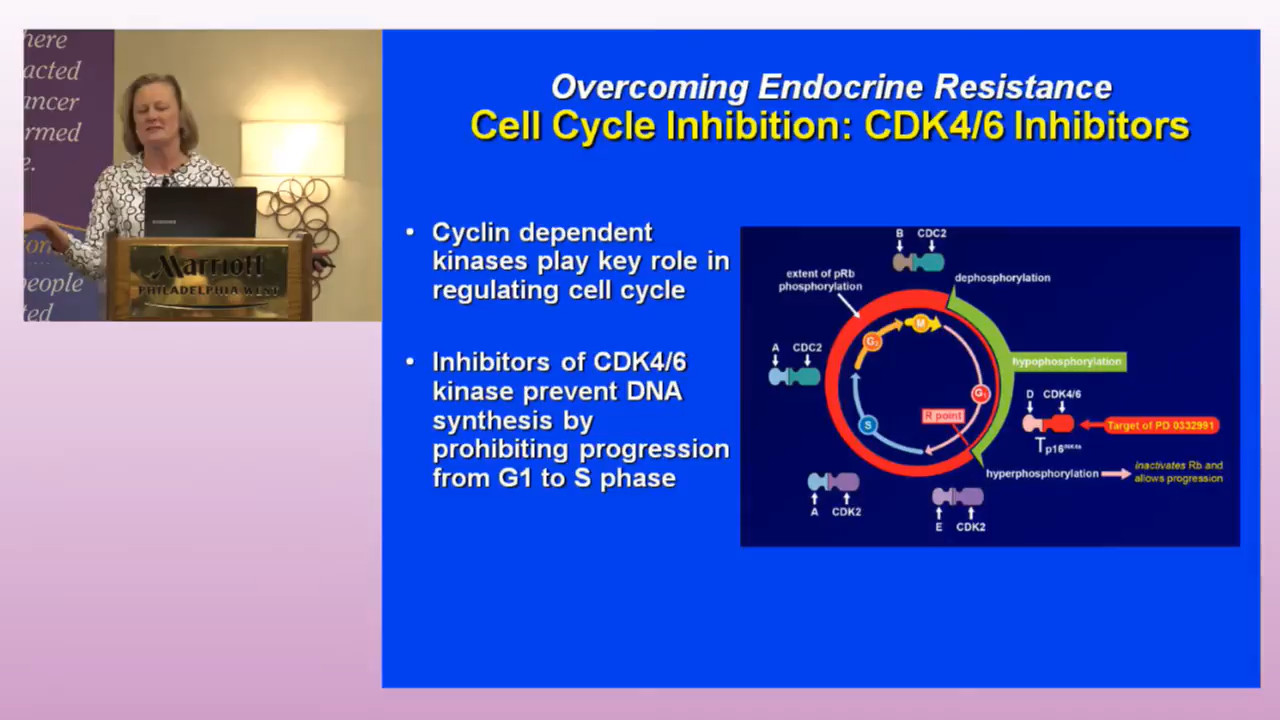 here
acted
ancer
ormed
e.
people
Marriott
PHILADELPHIA WEST
Overcoming Endocrine Resistance
Cell Cycle Inhibition: CDK4/6 Inhibitors
• Cyclin dependent
kinases play key role in
regulating cell cycle
• Inhibitors of CDK4/6
kinase prevent DNA
synthesis by
prohibiting progression
from G1 to S phase
B CDC2
extent of pRb
phosphorylation
dephosphorylation
M
G2
A CDC2
hypophosphorylation
G1
D CDK4/6
R point
S
Target of PD 0332991
hyperphosphorylation
inactivates Rb and
allows progression
A CDK2
E CDK2